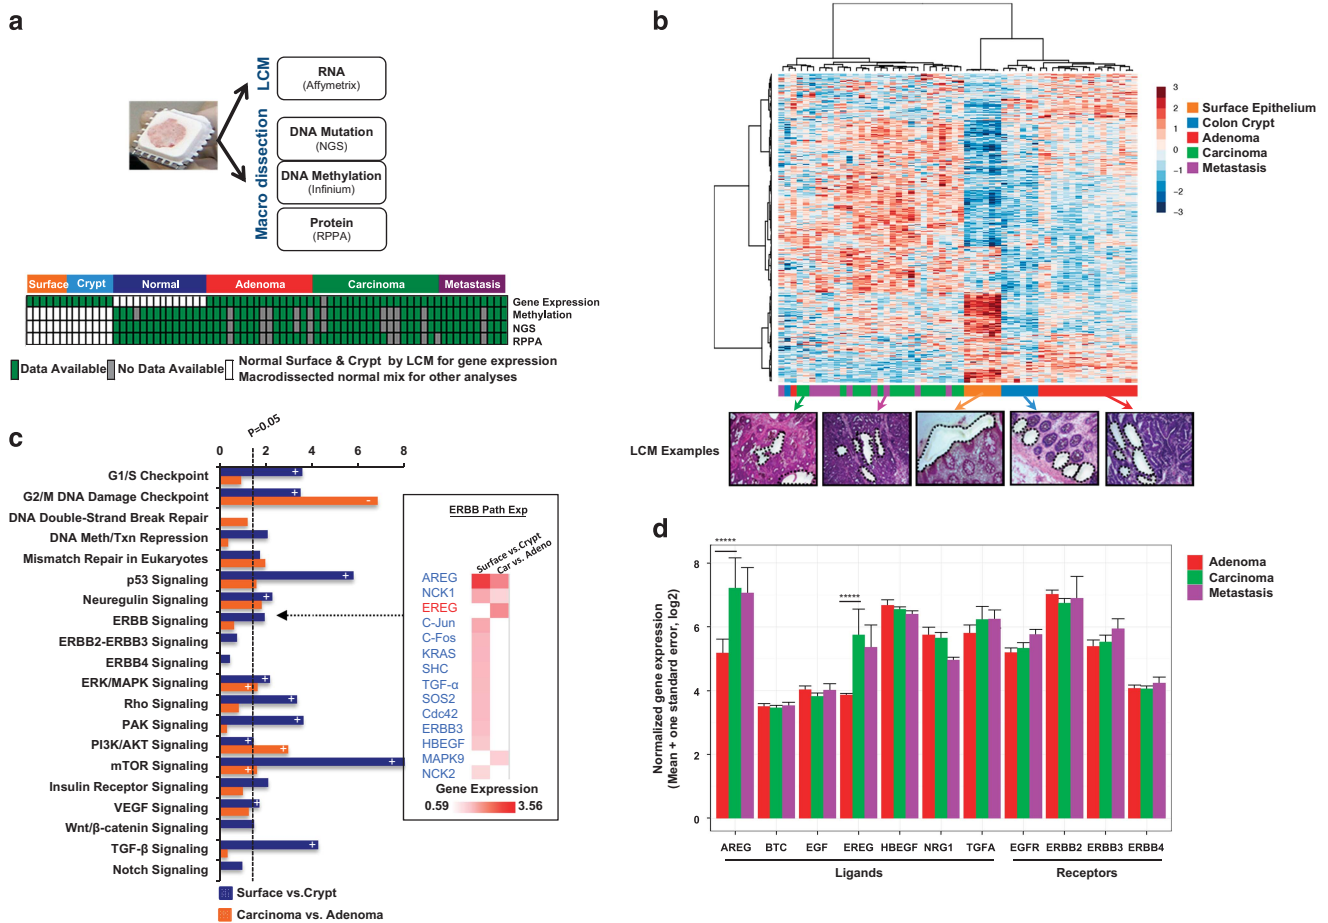 a
LCM
Macro dissection
RNA
(Affymetrix)
DNA Mutation
(NGS)
DNA Methylation
(Infinium)
Protein
(RPPA)
Surface Crypt Normal Adenoma Carcinoma Metastasis
Gene Expression
Methylation
NGS
RPPA
Data Available No Data Available
Normal Surface & Crypt by LCM for gene expression
Macrodissected normal mix for other analyses
b
3
2
1
0
−1
−2
−3
Surface Epithelium
Colon Crypt
Adenoma
Carcinoma
Metastasis
LCM Examples
c
P=0.05
0 2 4 6 8
G1/S Checkpoint
+
G2/M DNA Damage Checkpoint
+
-
DNA Double-Strand Break Repair
DNA Meth/Txn Repression
Mismatch Repair in Eukaryotes
p53 Signaling
+
Neuregulin Signaling
+
ERBB Signaling
ERBB2-ERBB3 Signaling
ERBB4 Signaling
ERK/MAPK Signaling
+
+
Rho Signaling
+
PAK Signaling
+
PI3K/AKT Signaling
+
+
mTOR Signaling
+
+
Insulin Receptor Signaling
VEGF Signaling
+
Wnt/β-catenin Signaling
TGF-β Signaling
+
Notch Signaling
Surface vs.Crypt
Carcinoma vs. Adenoma
ERBB Path Exp
Surface vs.Crypt
Car vs. Adeno
AREG
NCK1
EREG
C-Jun
C-Fos
KRAS
SHC
TGF-α
SOS2
Cdc42
ERBB3
HBEGF
MAPK9
NCK2
Gene Expression
0.59 3.56
d
Normalized gene expression
(Mean + one standard error, log2)
8
6
4
2
0
*****
*****
AREG BTC EGF EREG HBEGF NRG1 TGFA EGFR ERBB2 ERBB3 ERBB4
Ligands Receptors
Adenoma
Carcinoma
Metastasis